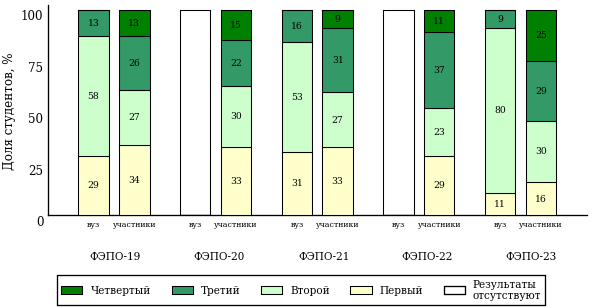 Доля студентов, %
100
75
50
25
0
13 13 15 16 9 11 9 25
58 26 22 53 31 37 80 29
27 30 27 23 30
29 34 33 31 33 29 11 16
вуз участники вуз участники вуз участники вуз участники вуз участники
ФЭПО-19 ФЭПО-20 ФЭПО-21 ФЭПО-22 ФЭПО-23
Четвертый Третий Второй Первый Результаты
отсутствуют